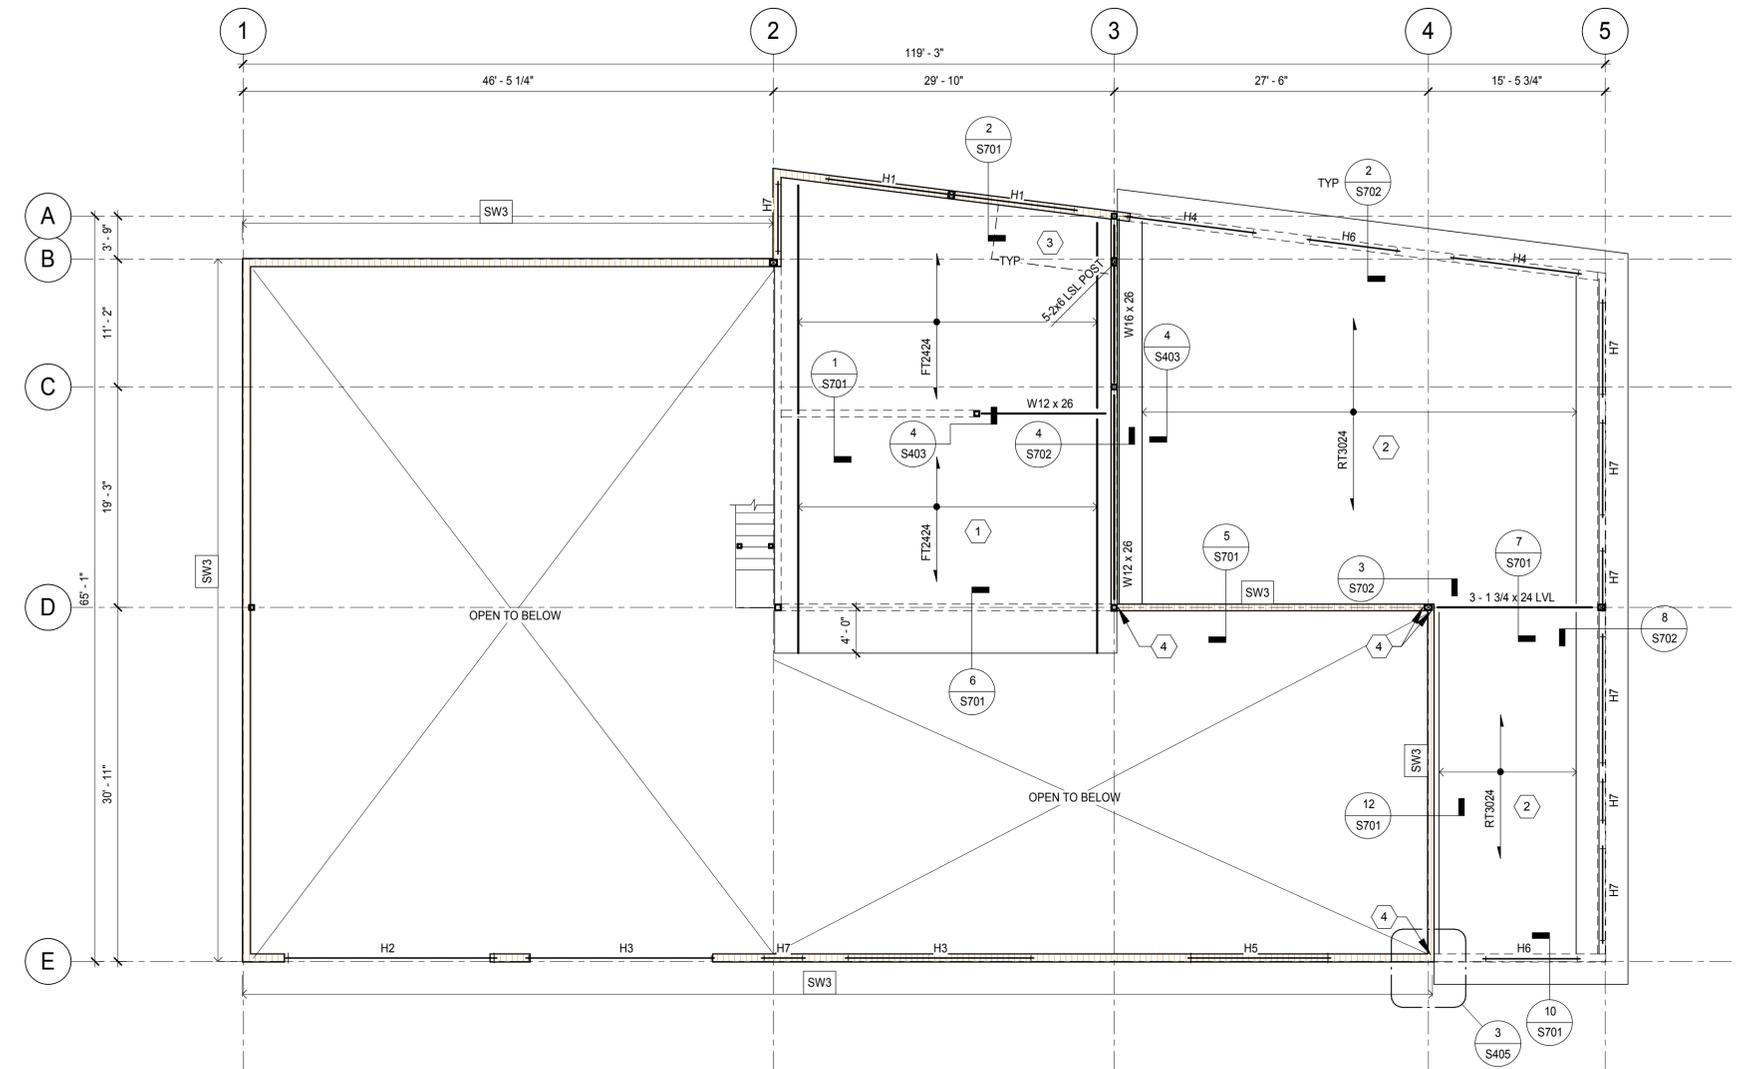 1
2
3
4
5
119' - 3"
46' - 5 1/4"
29' - 10"
27' - 6"
15' - 5 3/4"
2
S701
2
S702
TYP
A
SW3
H7
H1
H1
H4
3' - 9"
H6
3
B
TYP
H4
5-2x6 LSL POST
11' - 2"
W16 x 26
4
S403
FT2424
H7
1
S701
C
W12 x 26
4
S403
4
S702
RT3024
2
H7
19' - 3"
1
FT2424
5
S701
7
S701
W12 x 26
3
S702
H7
SW3
65' - 1"
SW3
3 - 1 3/4 x 24 LVL
D
OPEN TO BELOW
4' - 0"
4
4
8
S702
6
S701
H7
SW3
30' - 11"
OPEN TO BELOW
12
S701
RT3024
2
H7
H7
4
E
H2
H3
H7
H3
H5
H6
SW3
10
S701
3
S405